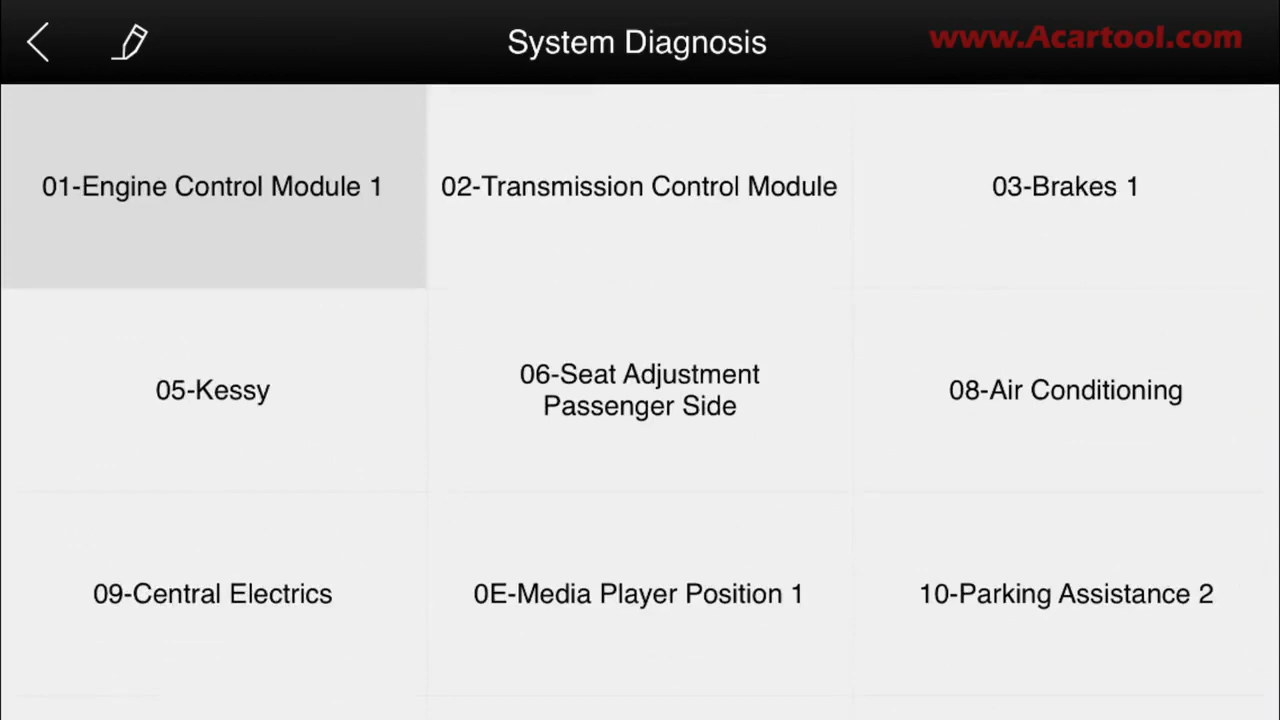 System Diagnosis
www.Acartool.com
01-Engine Control Module 1
02-Transmission Control Module
03-Brakes 1
05-Kessy
06-Seat Adjustment
Passenger Side
08-Air Conditioning
09-Central Electrics
0E-Media Player Position 1
10-Parking Assistance 2